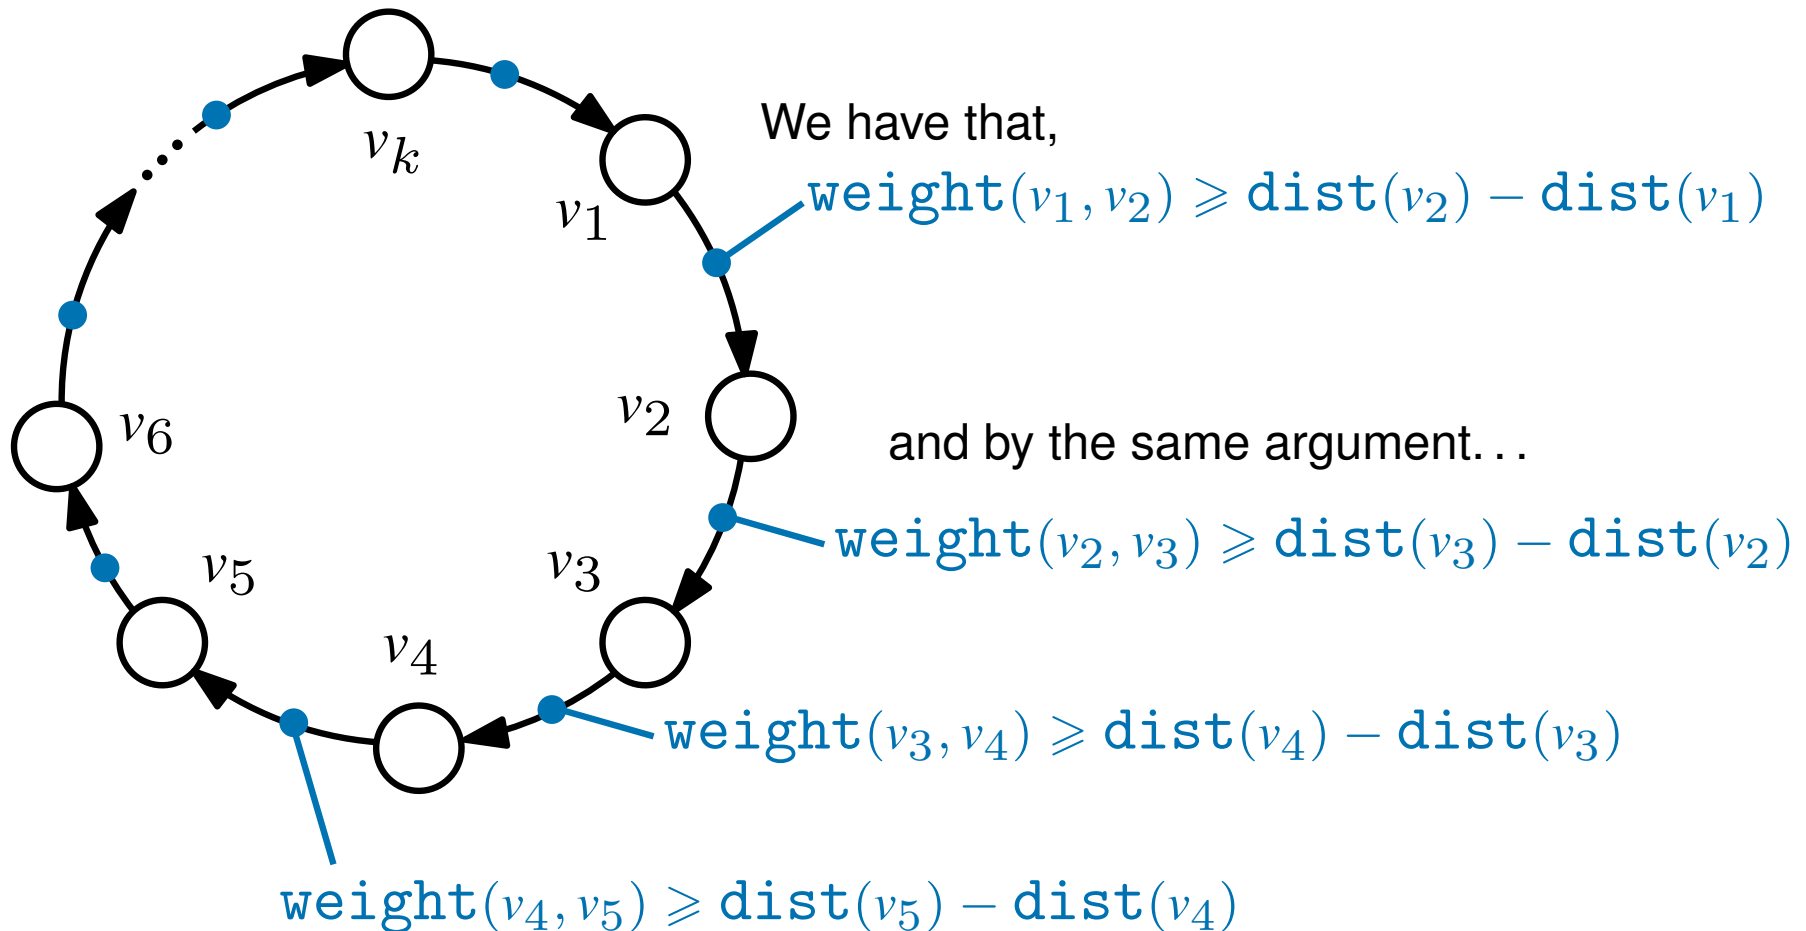 v_k
v_1
We have that,
weight(v_1, v_2) ⩾ dist(v_2) − dist(v_1)
v_2
v_6
and by the same argument. . .
weight(v_2, v_3) ⩾ dist(v_3) − dist(v_2)
v_3
v_5
v_4
weight(v_3, v_4) ⩾ dist(v_4) − dist(v_3)
weight(v_4, v_5) ⩾ dist(v_5) − dist(v_4)